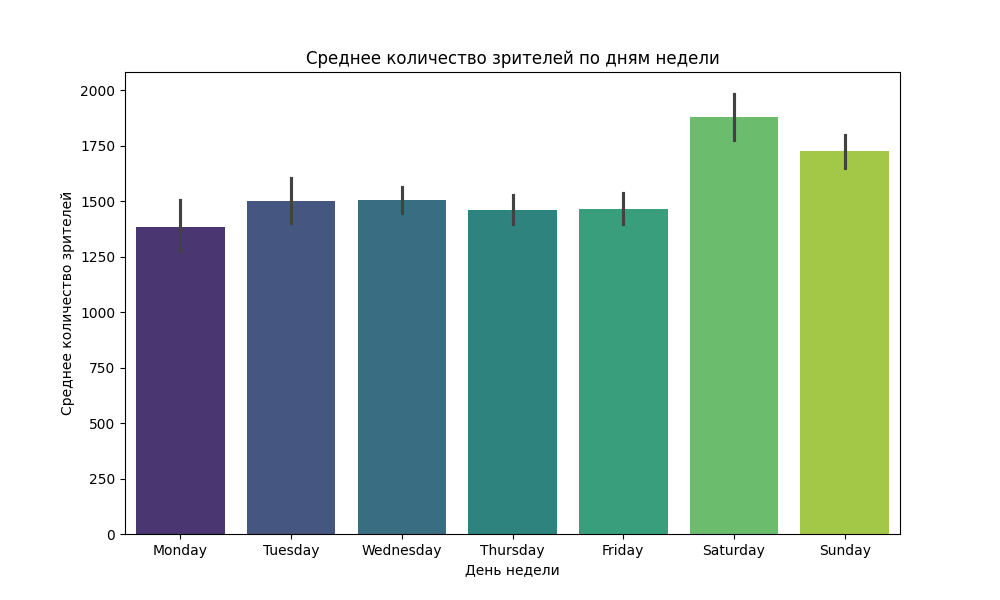 Среднее количество зрителей по дням недели
Среднее количество зрителей
2000
1750
1500
1250
1000
750
500
250
0
Monday Tuesday Wednesday Thursday Friday Saturday Sunday
День недели